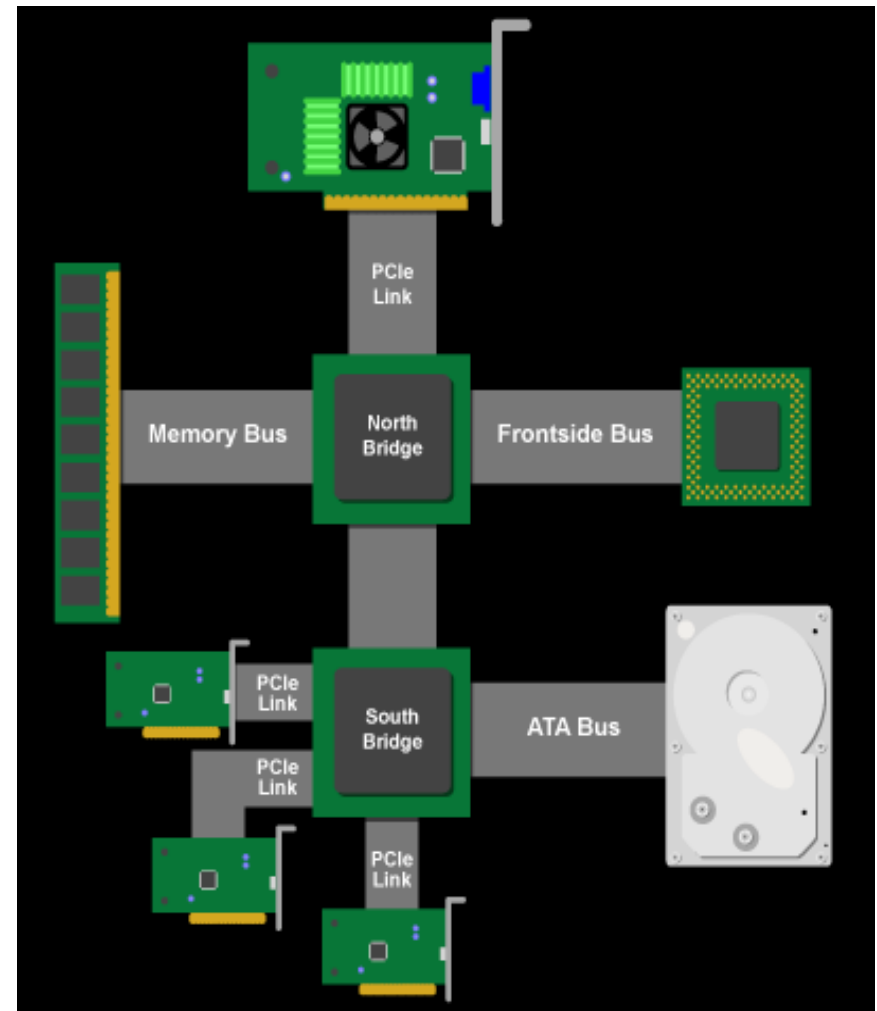 PCIe
Link
Memory Bus
North
Bridge
Frontside Bus
PCIe
Link
South
Bridge
ATA Bus
PCIe
Link
PCIe
Link